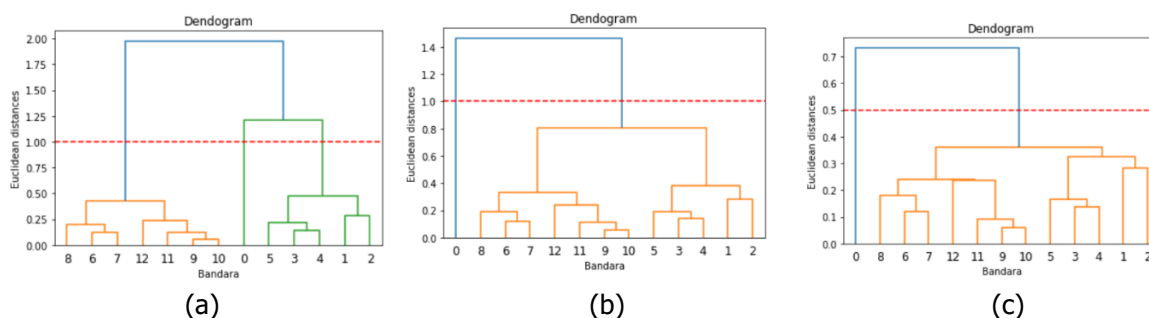 Dendogram
2.00
1.75
1.50
1.25
1.00
0.75
0.50
0.25
0.00
Euclidean distances
8 6 7 12 11 9 10 0 5 3 4 1 2
Bandara
(a)
Dendogram
1.4
1.2
1.0
0.8
0.6
0.4
0.2
0.0
Euclidean distances
0 8 6 7 12 11 9 10 5 3 4 1 2
Bandara
(b)
Dendogram
0.7
0.6
0.5
0.4
0.3
0.2
0.1
0.0
Euclidean distances
0 8 6 7 12 11 9 10 5 3 4 1 2
Bandara
(c)